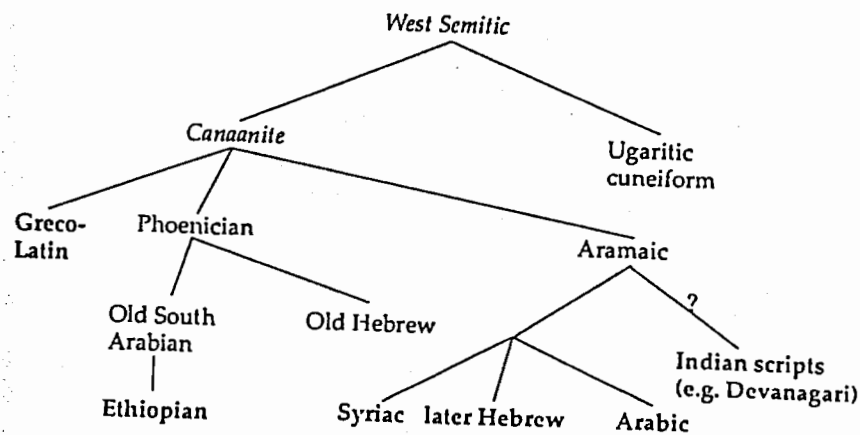 West Semitic
Canaanite
Ugaritic
cuneiform
Greco-
Latin
Phoenician
Aramaic
?
Old South
Arabian
Old Hebrew
Indian scripts
(e.g. Devanagari)
Ethiopian
Syriac
later Hebrew
Arabic